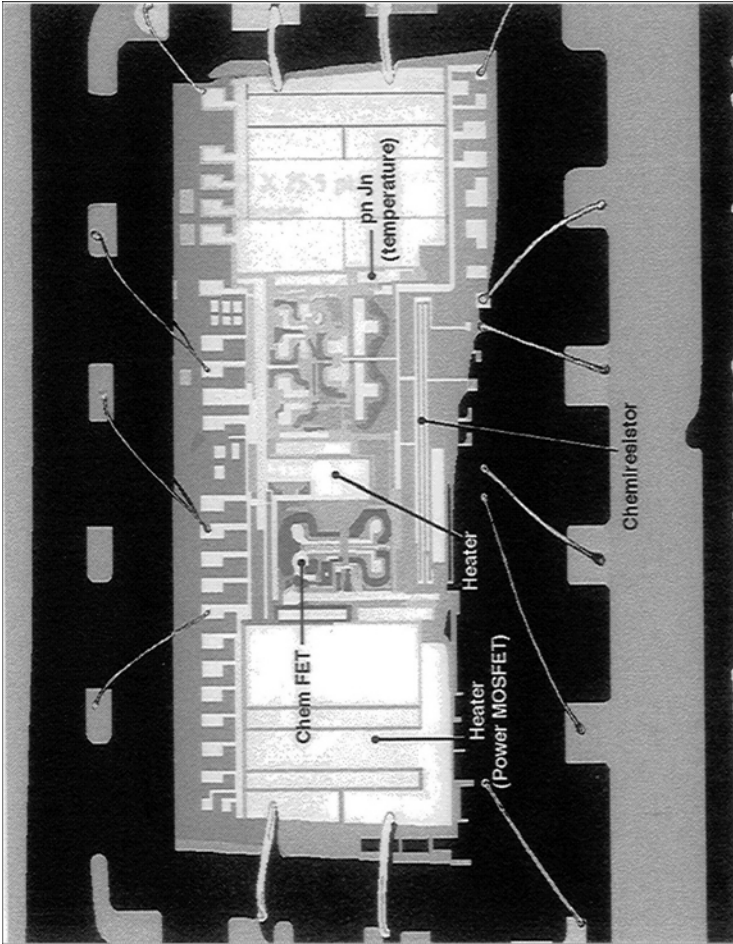 pn Jn
(temperature)
Chemiresistor
Heater
Chem FET
Heater
(Power MOSFET)